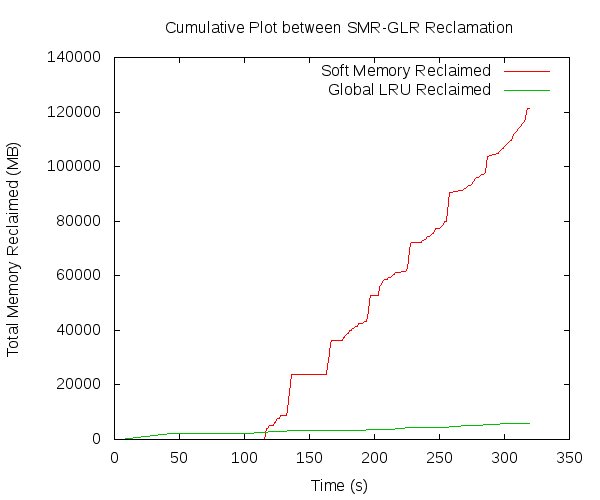 Cumulative Plot between SMR-GLR Reclamation
Soft Memory Reclaimed
Global LRU Reclaimed
Total Memory Reclaimed (MB)
140000
120000
100000
80000
60000
40000
20000
0
0 50 100 150 200 250 300 350
Time (s)